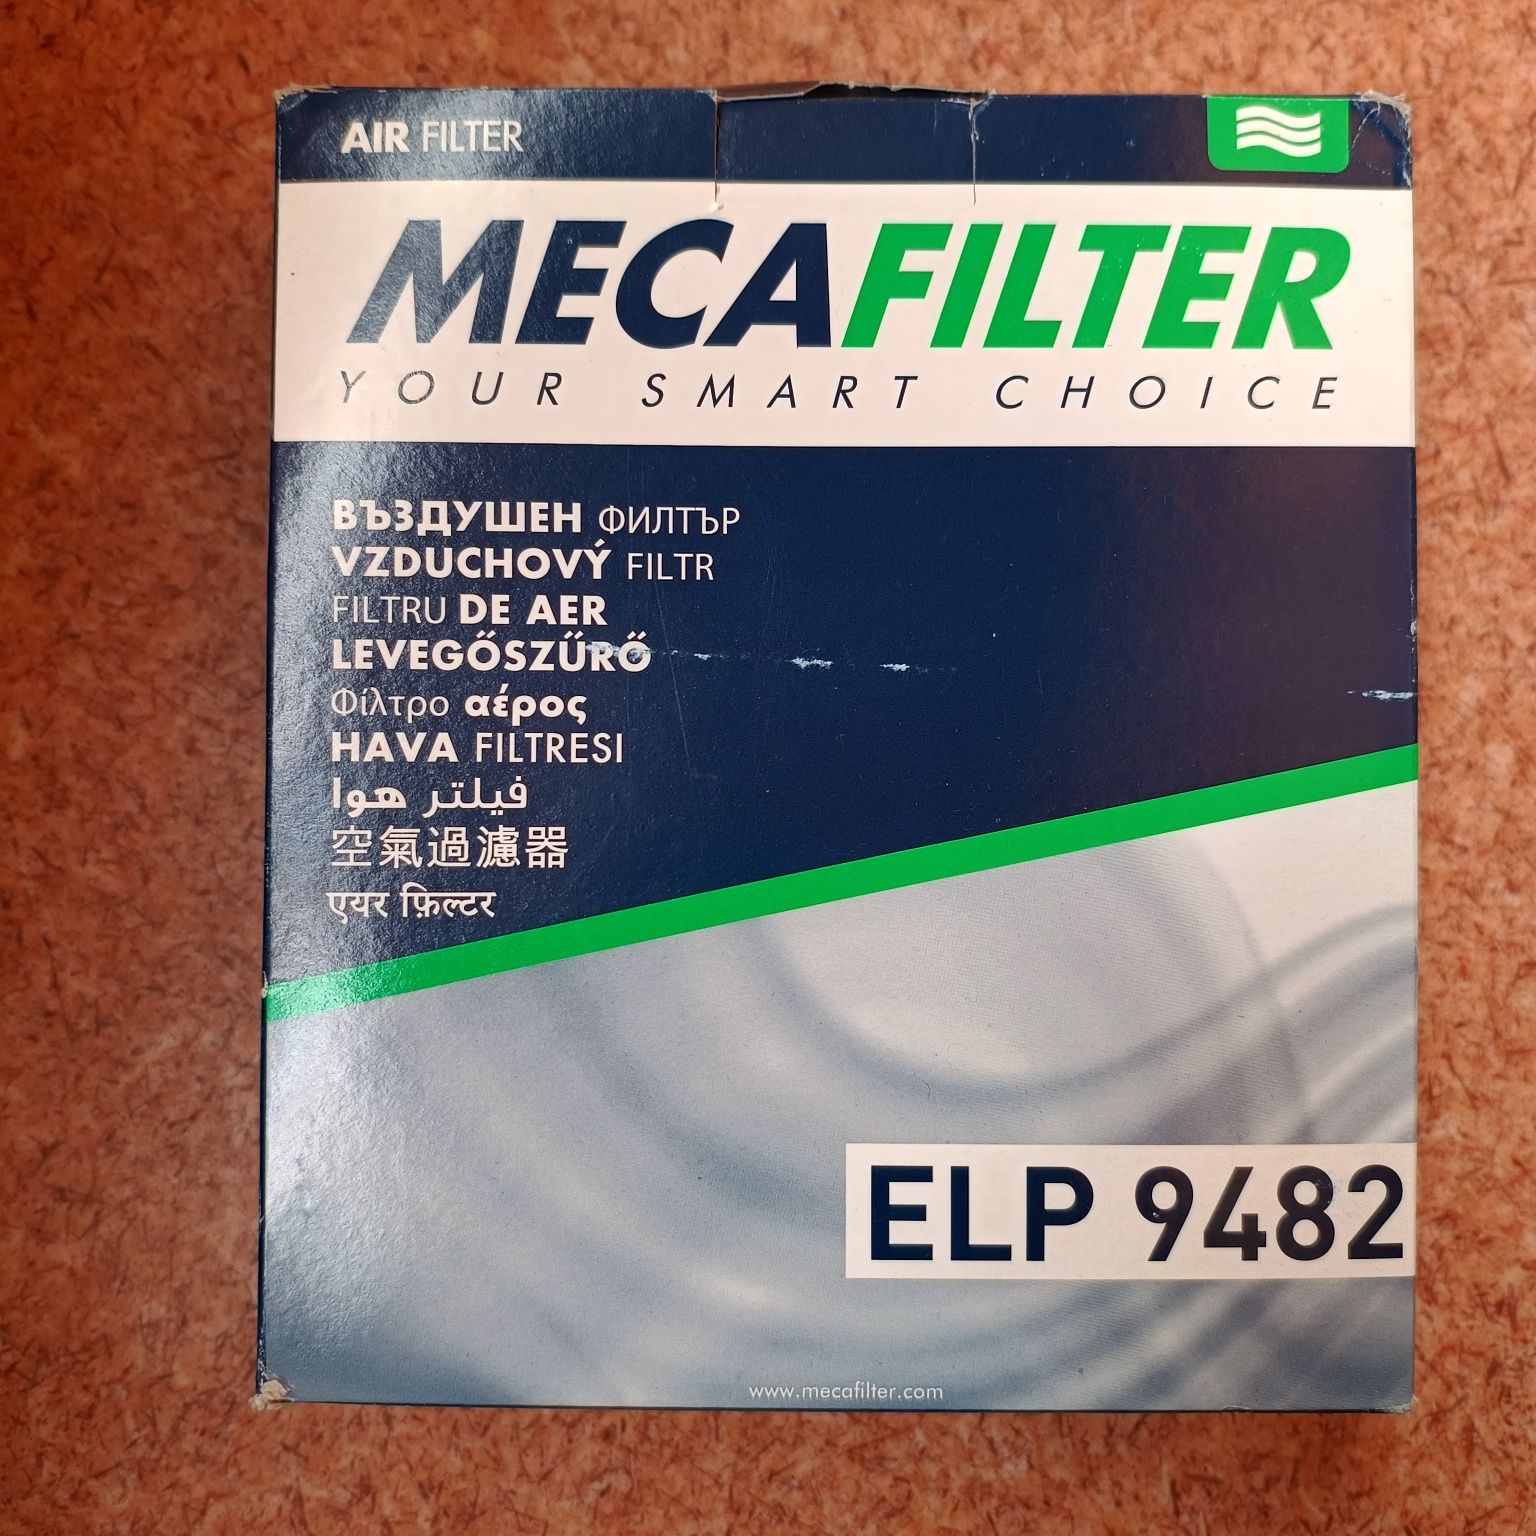 AIR FILTER
MECAFILTER
YOUR SMART CHOICE
ВЪЗДУШЕН ФИЛТЪР
VZDUCHOVÝ FILTR
FILTRU DE AER
LEVEGŐSZŰRŐ
Φίλτρο αέρος
HAVA FILTRESI
فيلتر هوا
空氣過濾器
एयर फ़िल्टर
ELP 9482
www.mecafilter.com